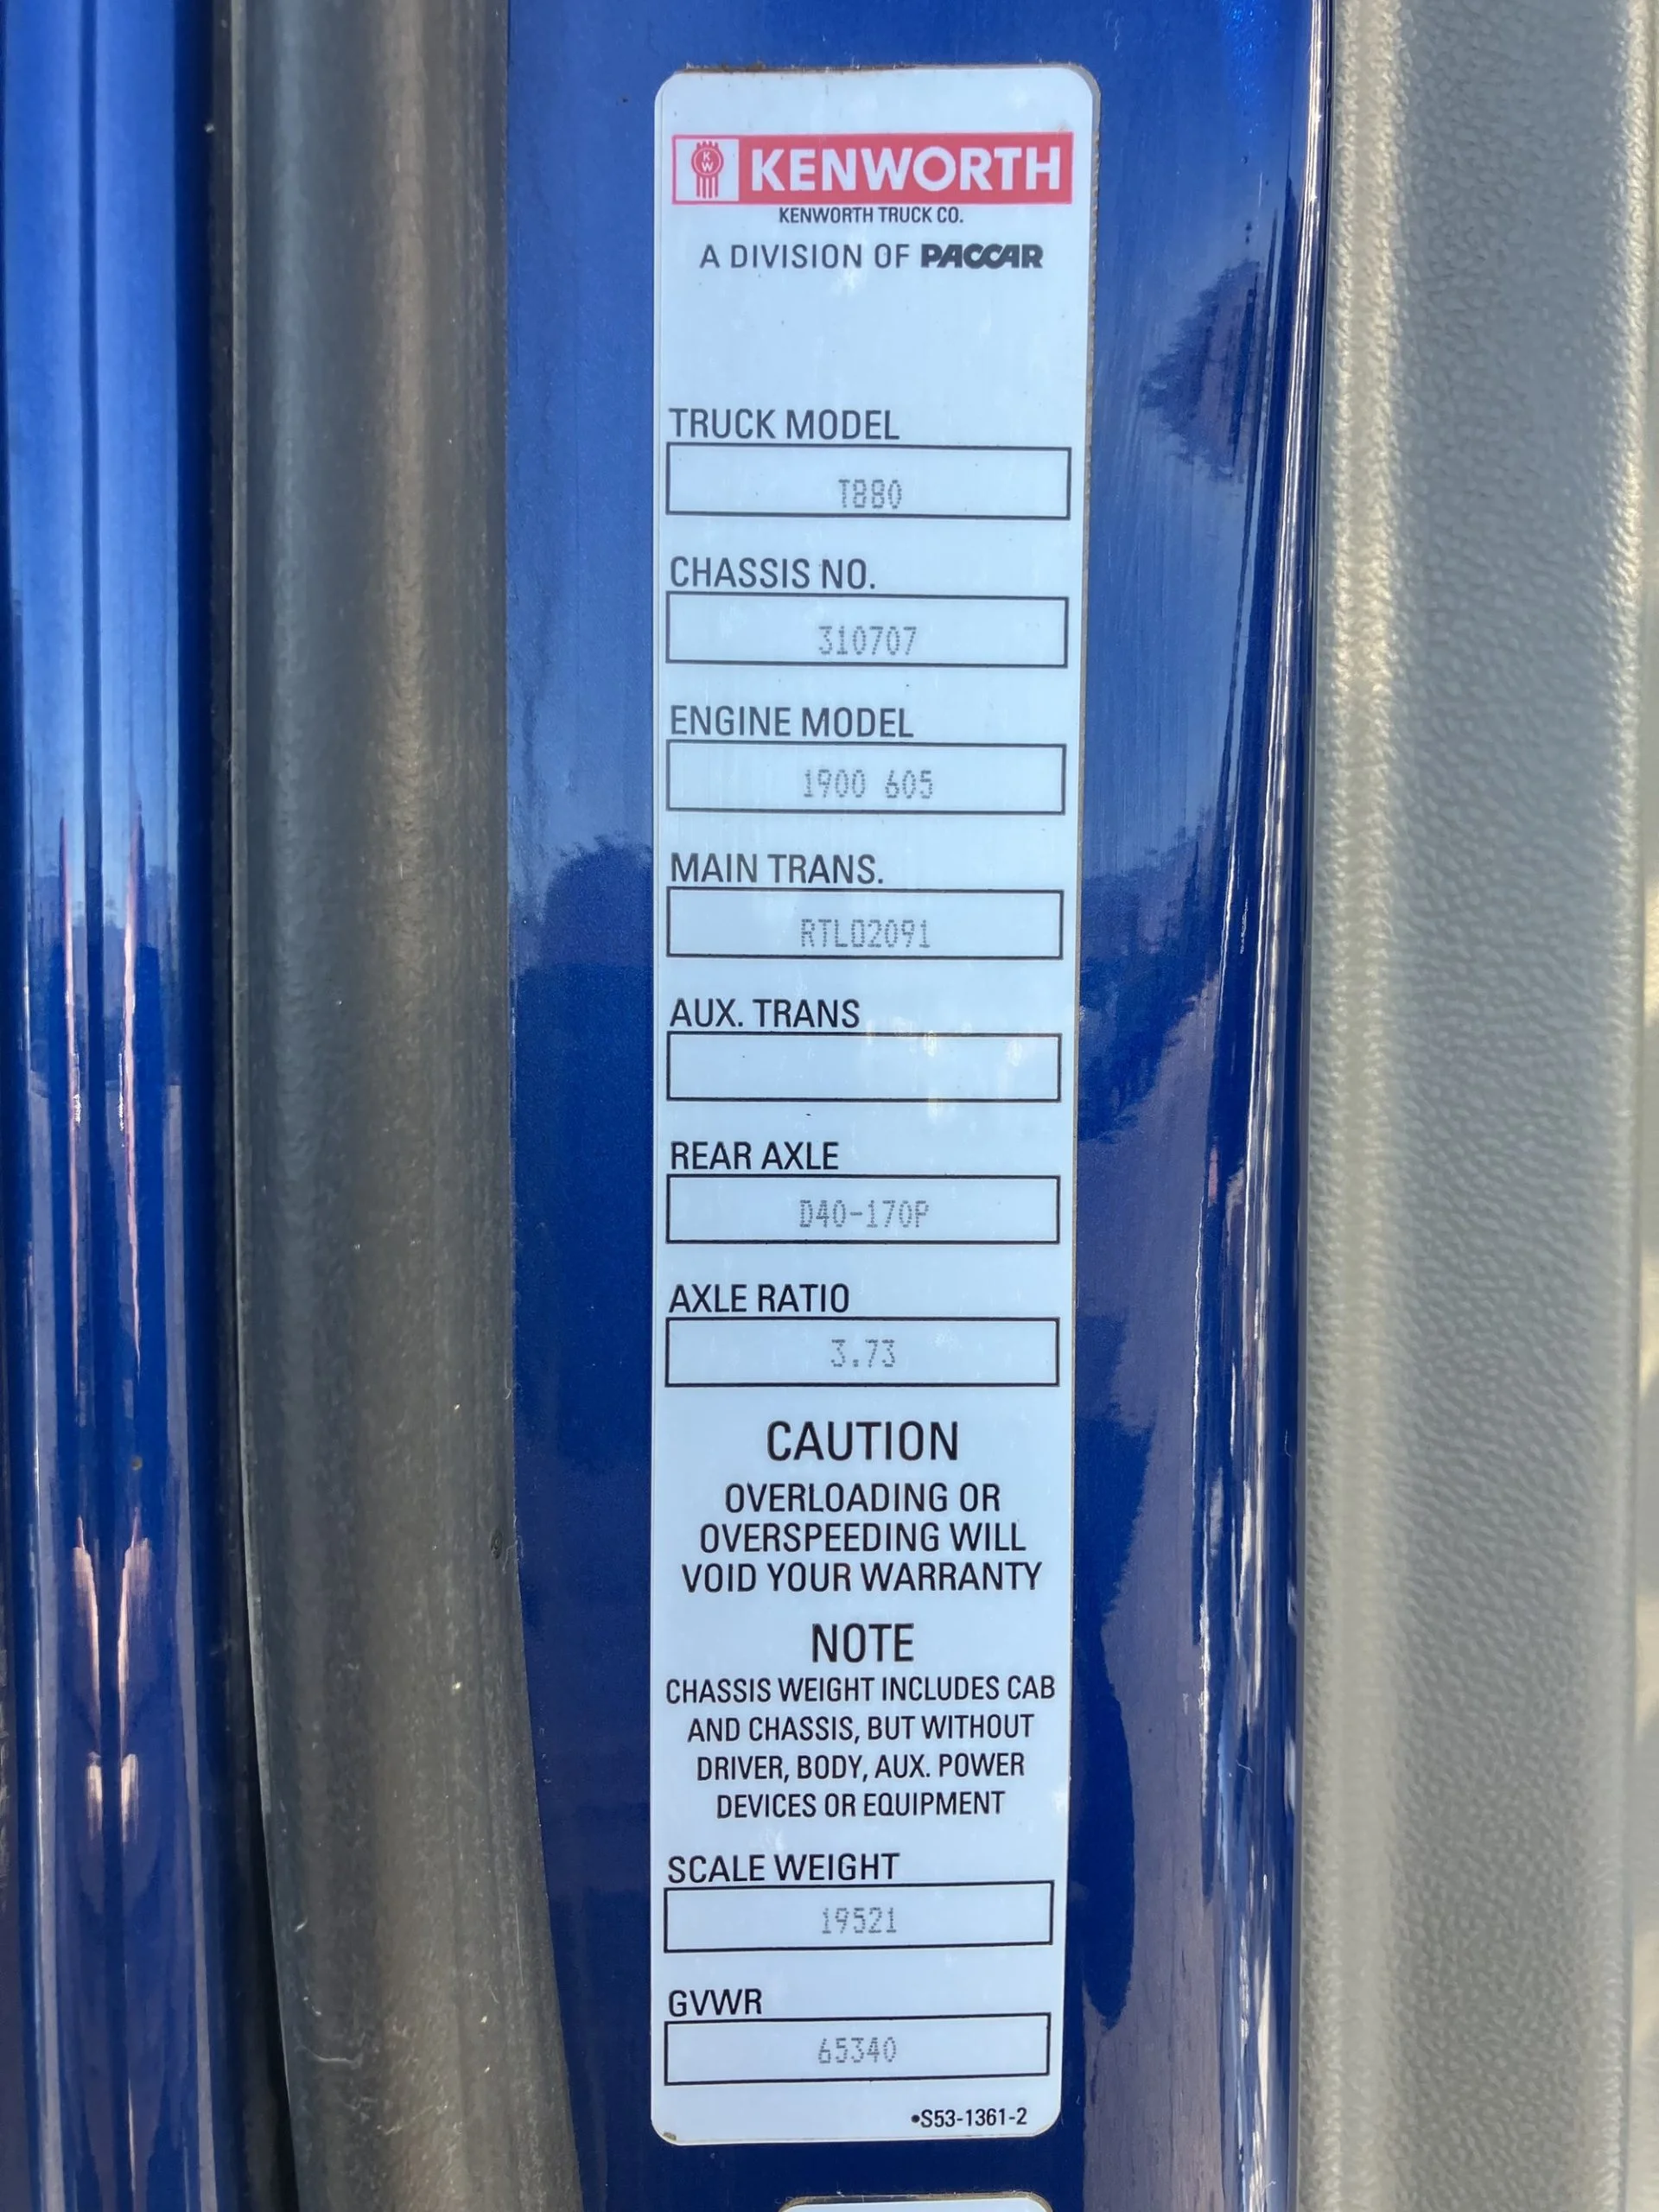 KW KENWORTH
KENWORTH TRUCK CO.
A DIVISION OF PACCAR
TRUCK MODEL
T880
CHASSIS NO.
310707
ENGINE MODEL
1900 605
MAIN TRANS.
RTLO2091
AUX. TRANS
REAR AXLE
D40-170P
AXLE RATIO
3.73
CAUTION
OVERLOADING OR
OVERSPEEDING WILL
VOID YOUR WARRANTY
NOTE
CHASSIS WEIGHT INCLUDES CAB
AND CHASSIS, BUT WITHOUT
DRIVER, BODY, AUX. POWER
DEVICES OR EQUIPMENT
SCALE WEIGHT
19521
GVWR
65340
•S53-1361-2